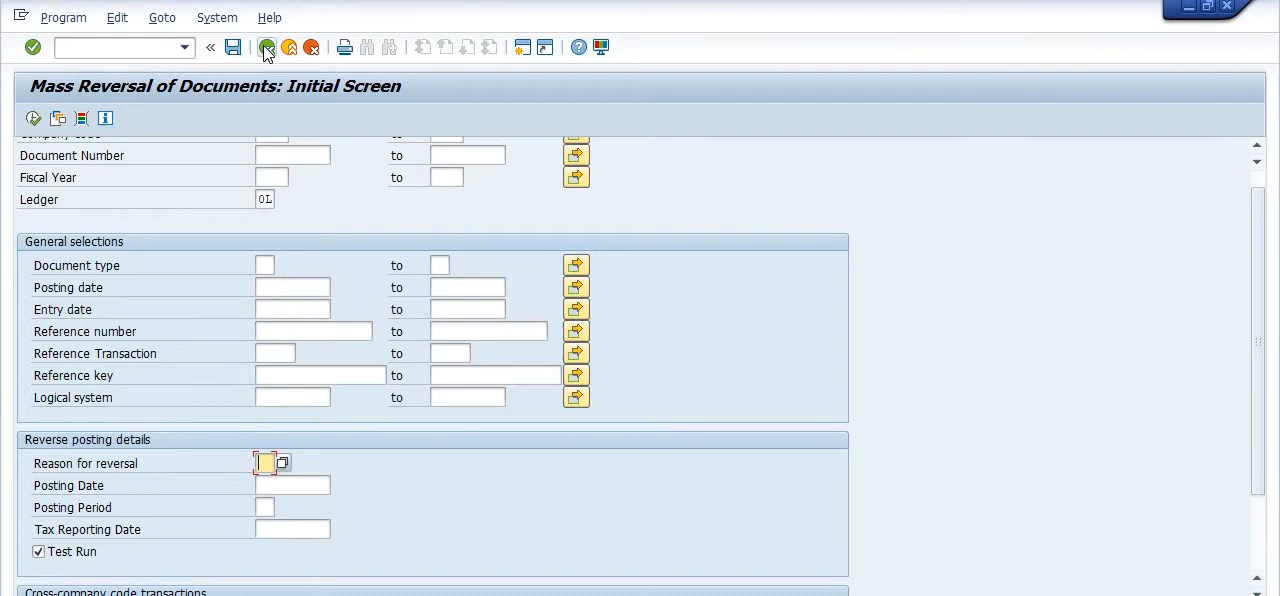 Program Edit Goto System Help
Mass Reversal of Documents: Initial Screen
Company Code to
Document Number to
Fiscal Year to
Ledger 0L
General selections
Document type to
Posting date to
Entry date to
Reference number to
Reference Transaction to
Reference key to
Logical system to
Reverse posting details
Reason for reversal
Posting Date
Posting Period
Tax Reporting Date
Test Run
Cross-company code transactions